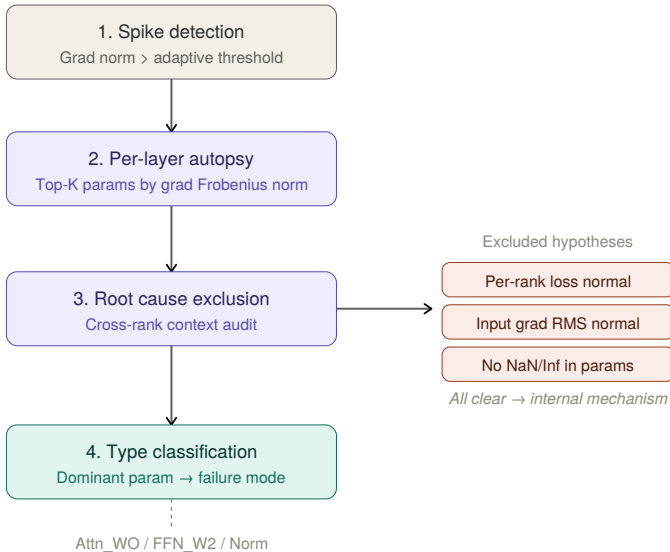 1. Spike detection
Grad norm > adaptive threshold
2. Per-layer autopsy
Top-K params by grad Frobenius norm
3. Root cause exclusion
Cross-rank context audit
Excluded hypotheses
Per-rank loss normal
Input grad RMS normal
No NaN/Inf in params
All clear → internal mechanism
4. Type classification
Dominant param → failure mode
Attn_WO / FFN_W2 / Norm